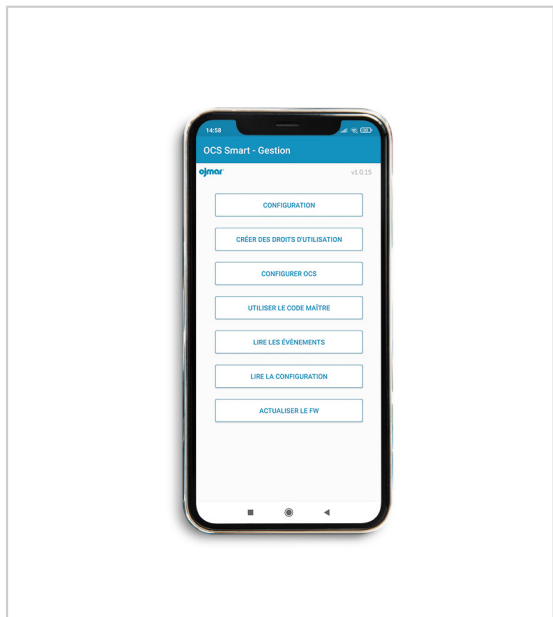 14:58
OCS Smart - Gestion
ojmar
v1.0.15
CONFIGURATION
CRÉER DES DROITS D'UTILISATION
CONFIGURER OCS
UTILISER LE CODE MAÎTRE
LIRE LES ÉVÈNEMENTS
LIRE LA CONFIGURATION
ACTUALISER LE FW